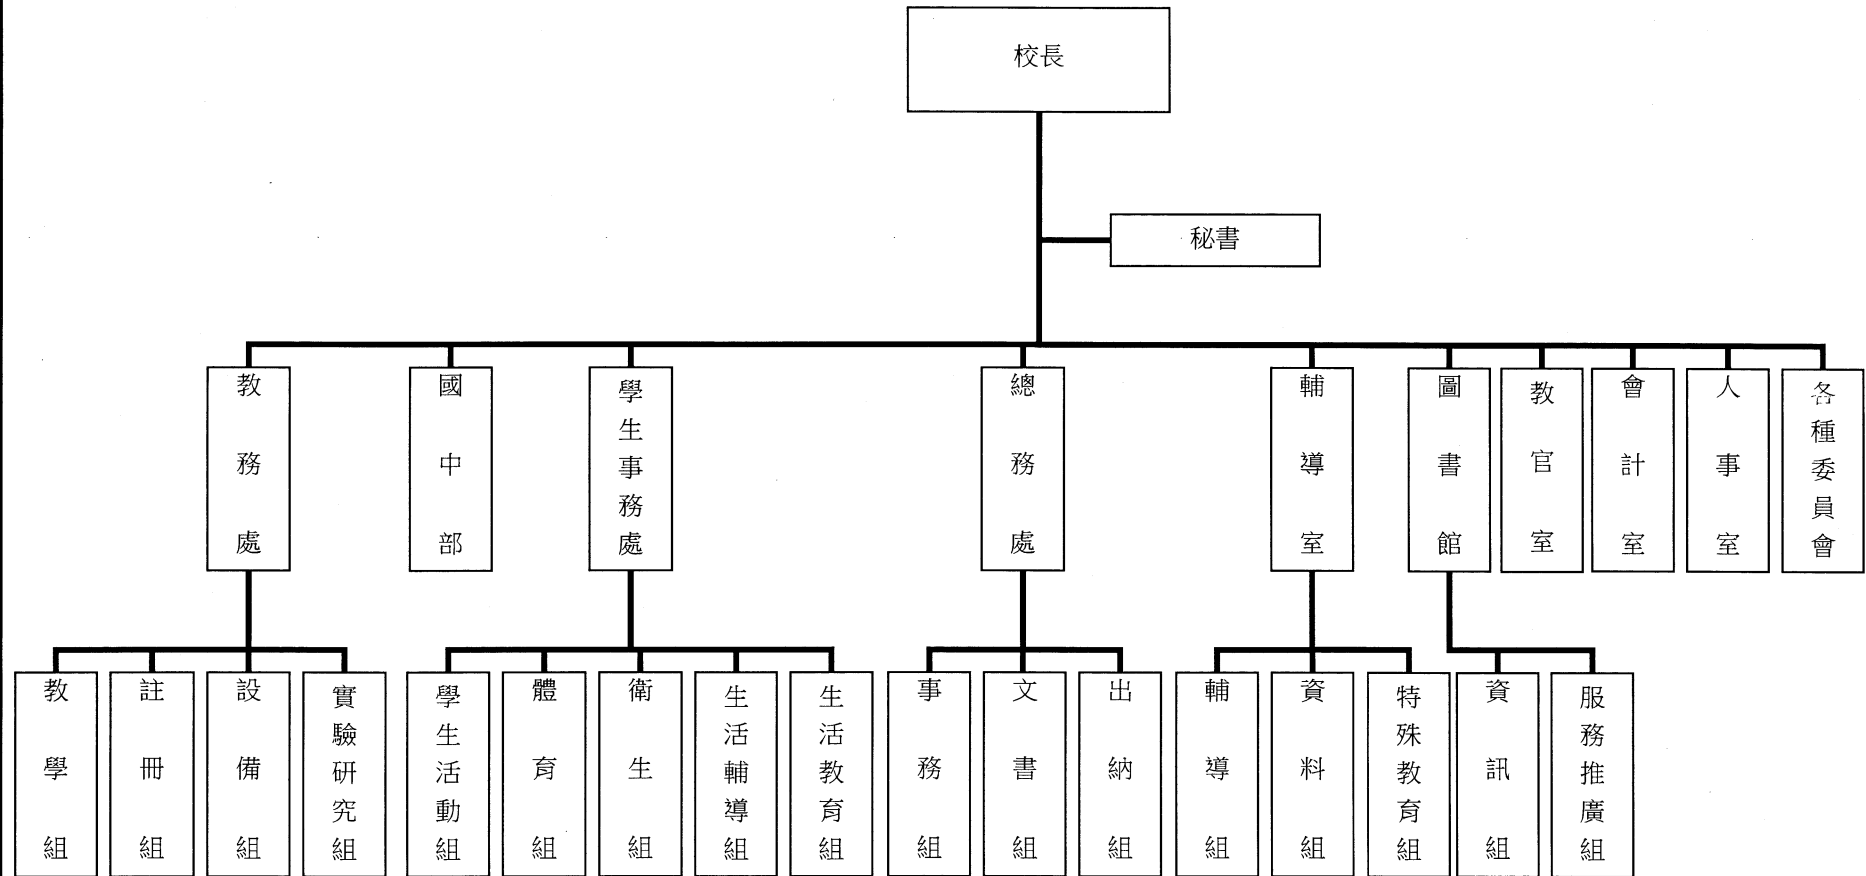 校長
秘書
教務處
國中部
學生事務處
總務處
輔導室
圖書館
教官室
會計室
人事室
各種委員會
教學組
註冊組
設備組
實驗研究組
學生活動組
體育組
衛生組
生活輔導組
生活教育組
事務組
文書組
出納組
輔導組
資料組
特殊教育組
資訊組
服務推廣組